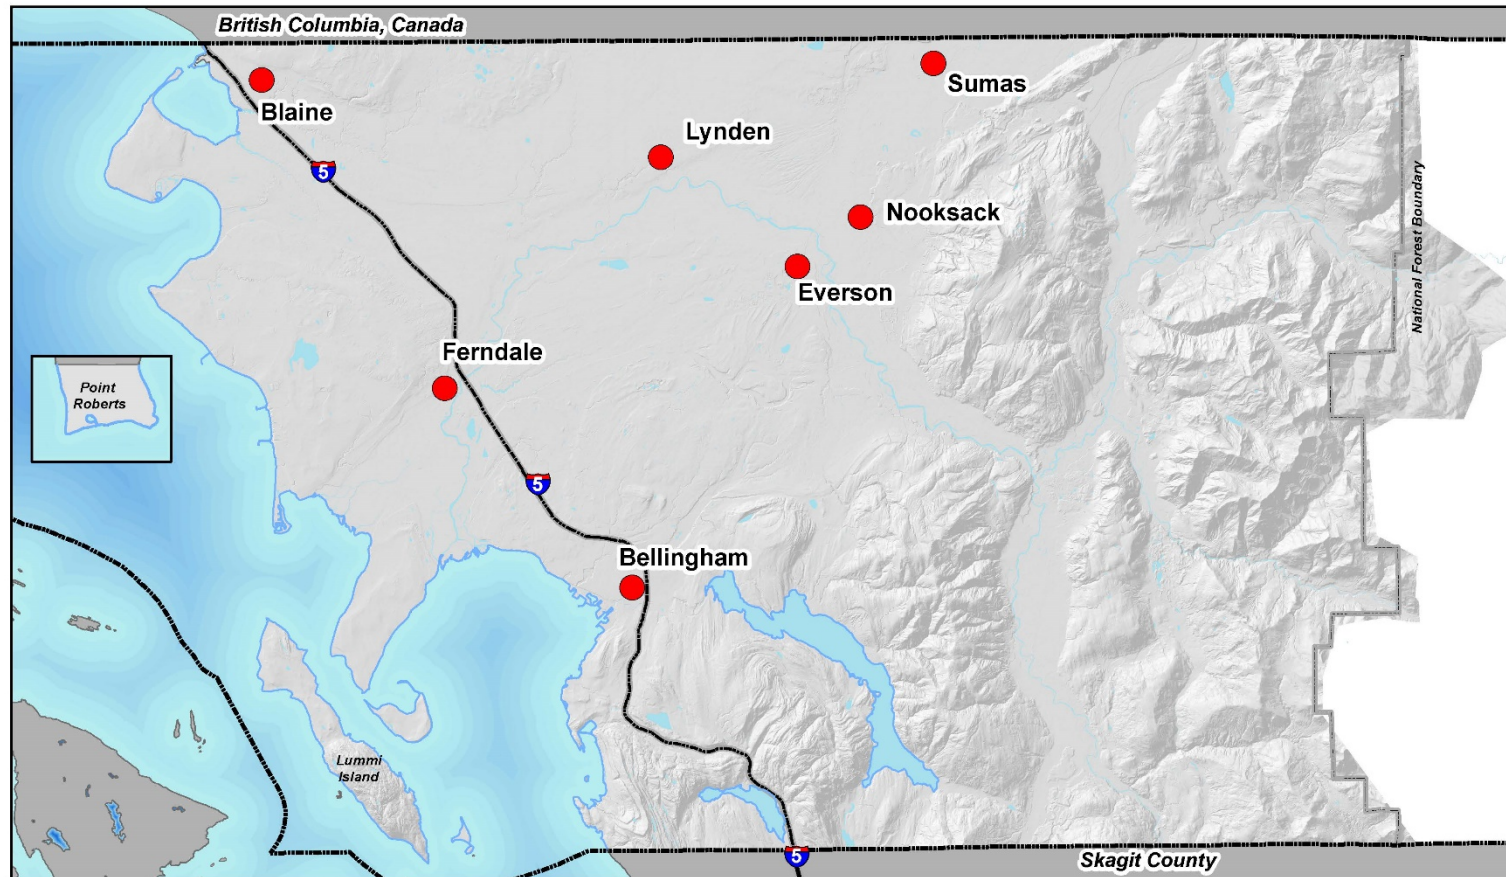 British Columbia, Canada
Sumas
Blaine
Lynden
5
Nooksack
National Forest Boundary
Everson
Ferndale
Point
Roberts
5
Bellingham
Lummi
Island
5
Skagit County